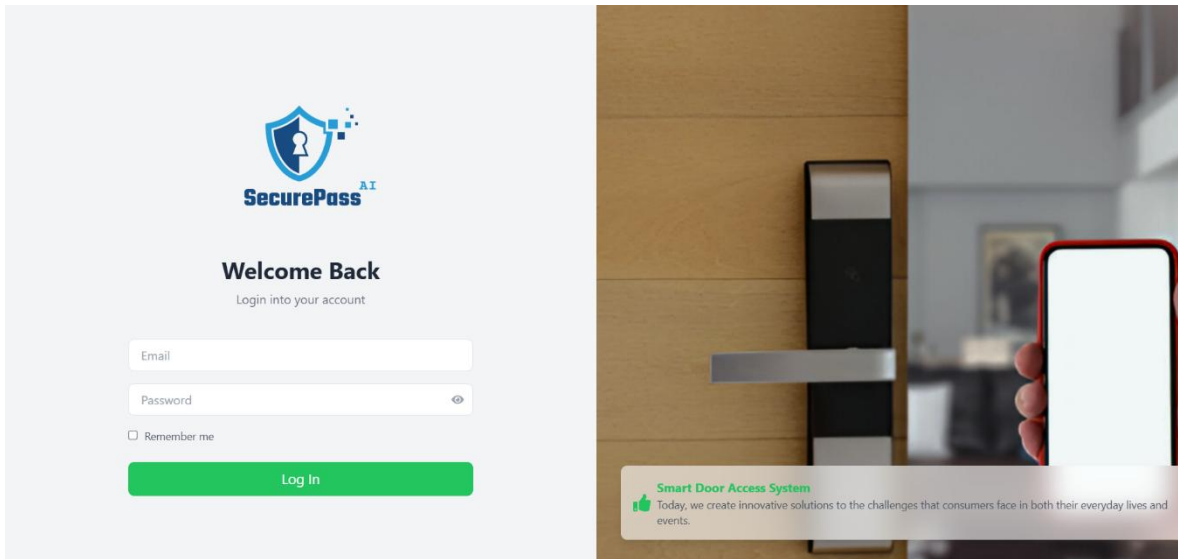 AI
SecurePass
Welcome Back
Login into your account
Email
Password
Remember me
Log In
Smart Door Access System
Today, we create innovative solutions to the challenges that consumers face in both their everyday lives and
events.